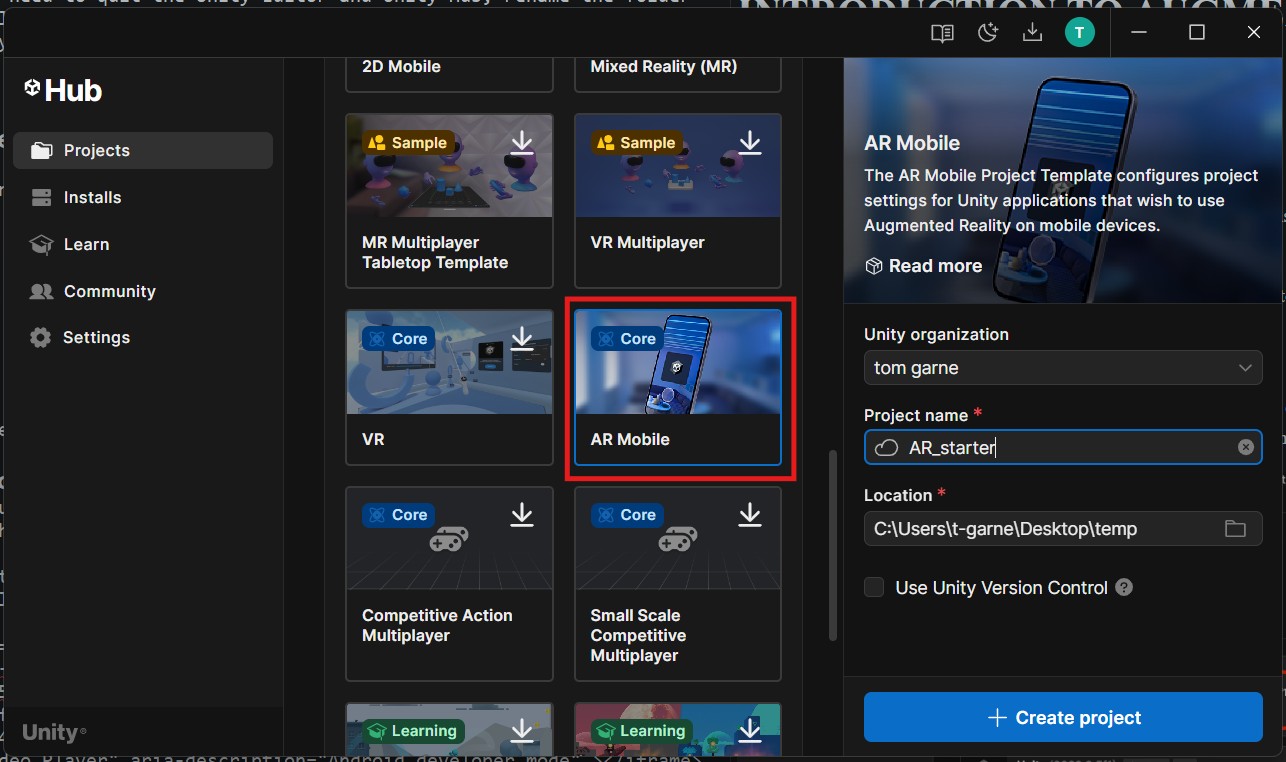 need to quit the Unity Editor and Unity Hub, rename the folder
INTRODUCTION TO AUGME
T
Hub
Projects
Installs
Learn
Community
Settings
Unity®
2D Mobile
Mixed Reality (MR)
Sample
Sample
MR Multiplayer
Tabletop Template
VR Multiplayer
Core
Core
VR
AR Mobile
Core
Core
Competitive Action
Multiplayer
Small Scale
Competitive
Multiplayer
Learning
Learning
AR Mobile
The AR Mobile Project Template configures project
settings for Unity applications that wish to use
Augmented Reality on mobile devices.
Read more
Unity organization
tom garne
Project name *
AR_starter
Location *
C:\Users\t-garne\Desktop\temp
Use Unity Version Control ?
+ Create project
deo Player" aria-description="Android developer mode" ></iframe>